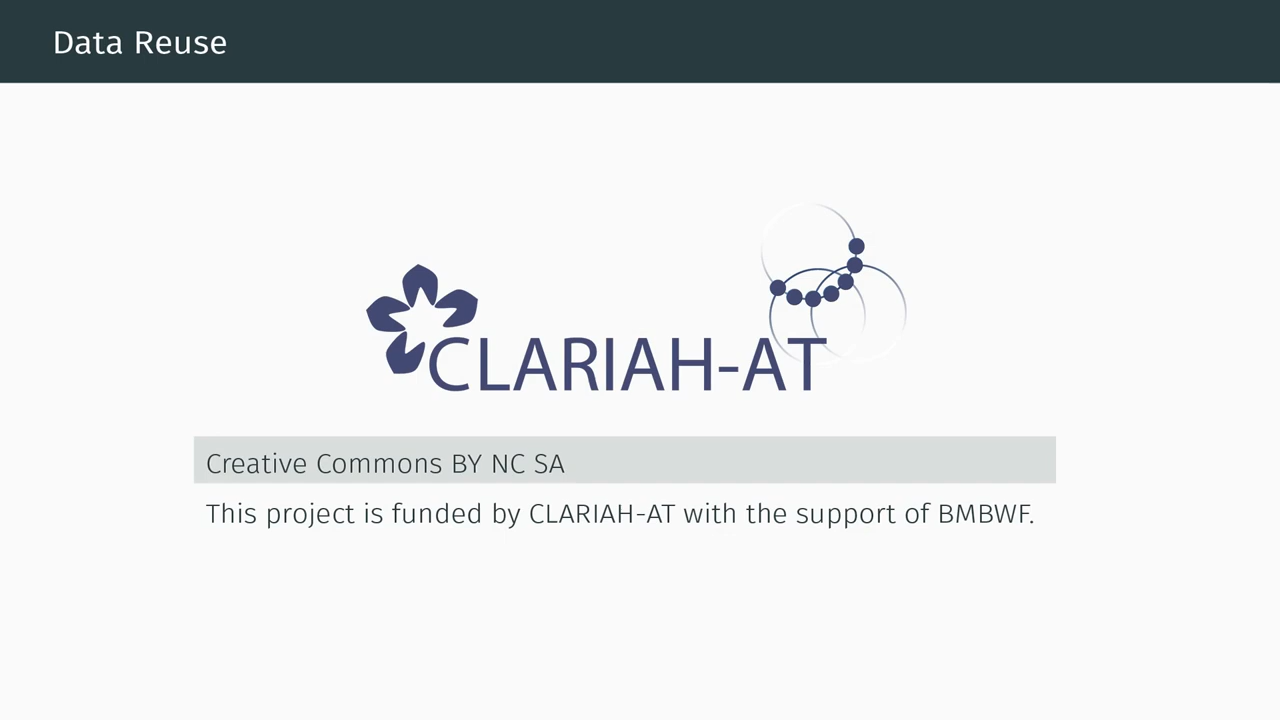 Data Reuse
CLARIAH-AT
Creative Commons BY NC SA
This project is funded by CLARIAH-AT with the support of BMBWF.